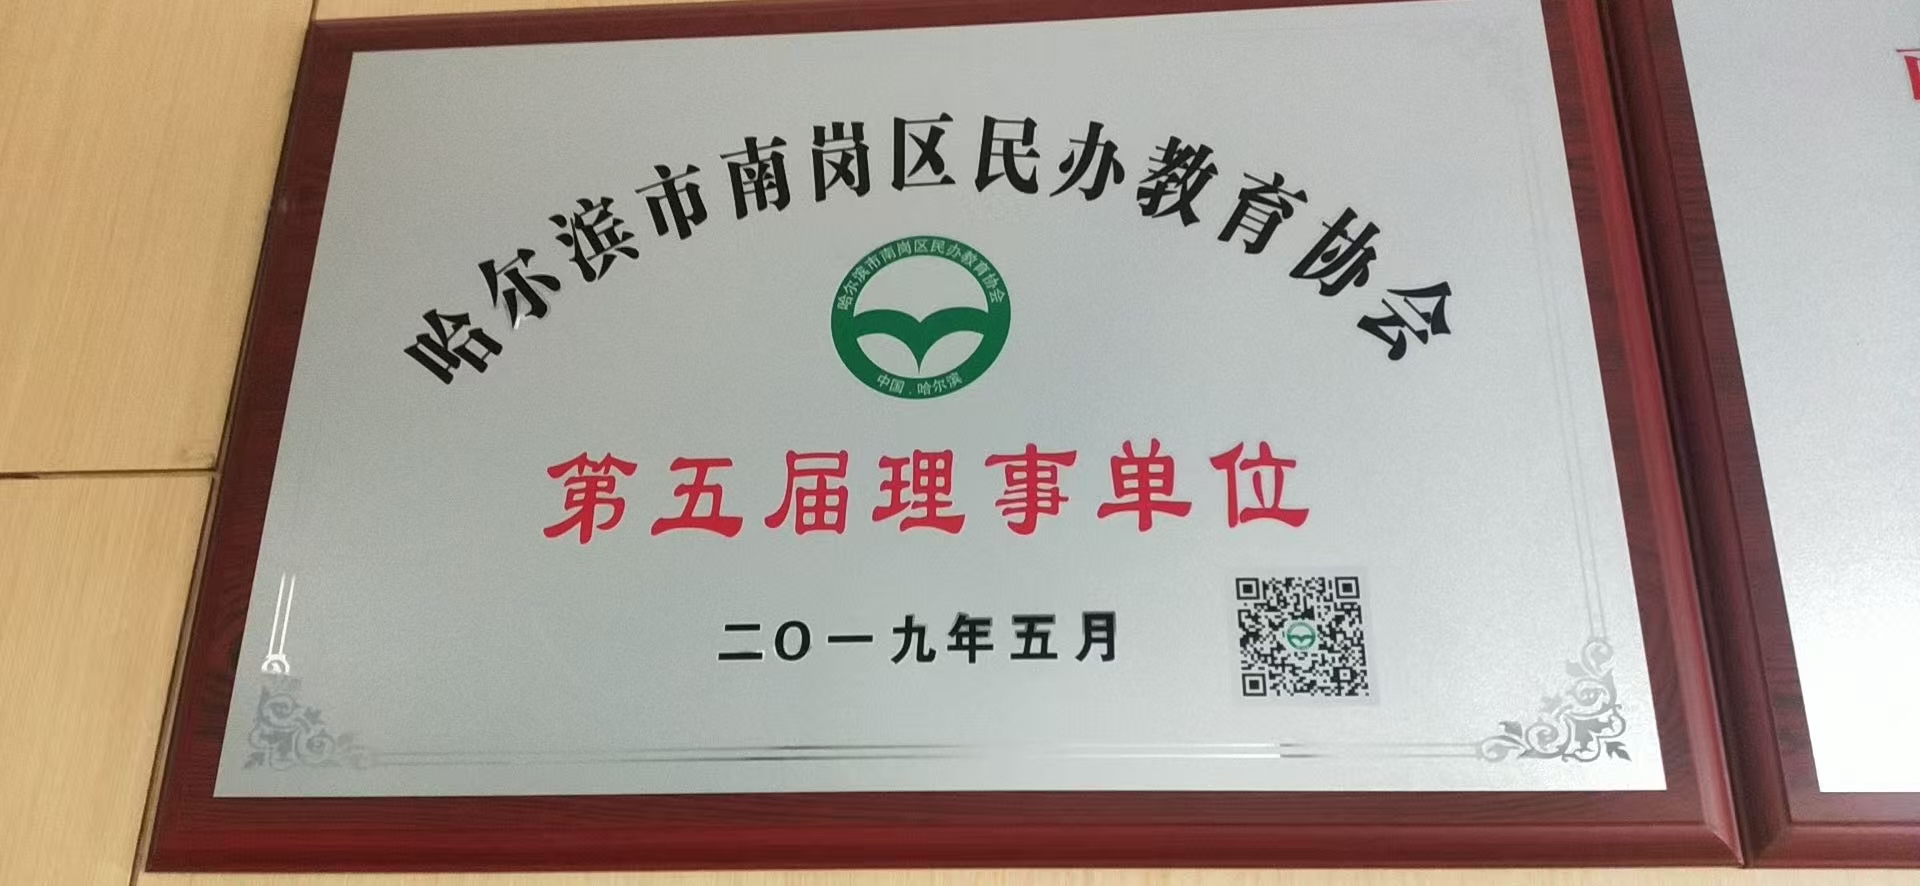 哈尔滨市南岗区民办教育协会
哈尔滨市南岗区民办教育协会
中国.哈尔滨
第五届理事单位
二〇一九年五月